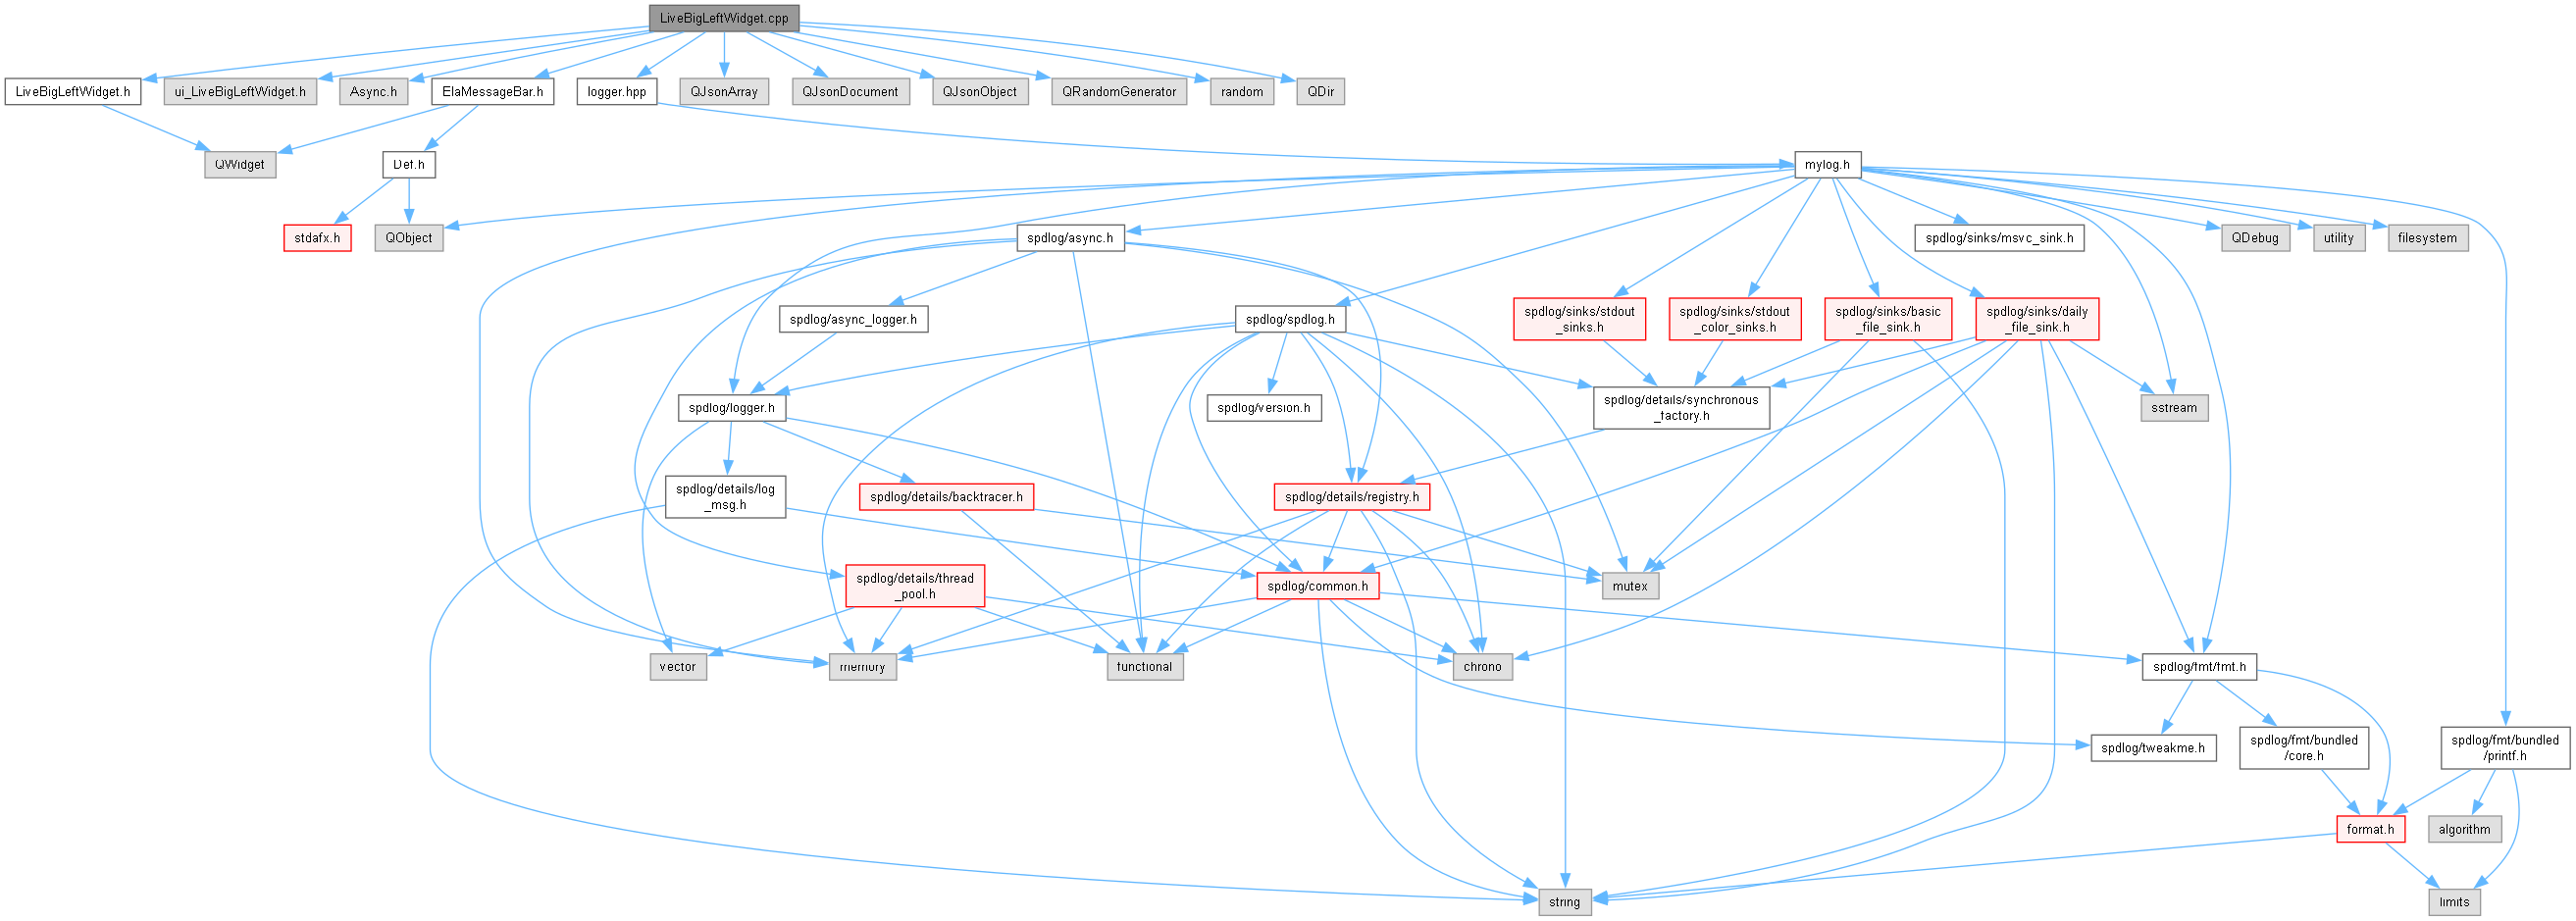 LiveBigLeftWidget.cpp
LiveBigLeftWidget.h
ui_LiveBigLeftWidget.h
Async.h
ElaMessageBar.h
logger.hpp
QJsonArray
QJsonDocument
QJsonObject
QRandomGenerator
random
QDir
QWidget
Def.h
mylog.h
stdafx.h
QObject
spdlog/async.h
spdlog/sinks/msvc_sink.h
QDebug
utility
filesystem
spdlog/async_logger.h
spdlog/spdlog.h
spdlog/sinks/stdout
_sinks.h
spdlog/sinks/stdout
_color_sinks.h
spdlog/sinks/basic
_file_sink.h
spdlog/sinks/daily
_file_sink.h
spdlog/logger.h
spdlog/version.h
spdlog/details/synchronous
_factory.h
sstream
spdlog/details/log
_msg.h
spdlog/details/backtracer.h
spdlog/details/registry.h
spdlog/details/thread
_pool.h
spdlog/common.h
mutex
vector
memory
functional
chrono
spdlog/fmt/fmt.h
spdlog/tweakme.h
spdlog/fmt/bundled
/core.h
spdlog/fmt/bundled
/printf.h
format.h
algorithm
string
limits